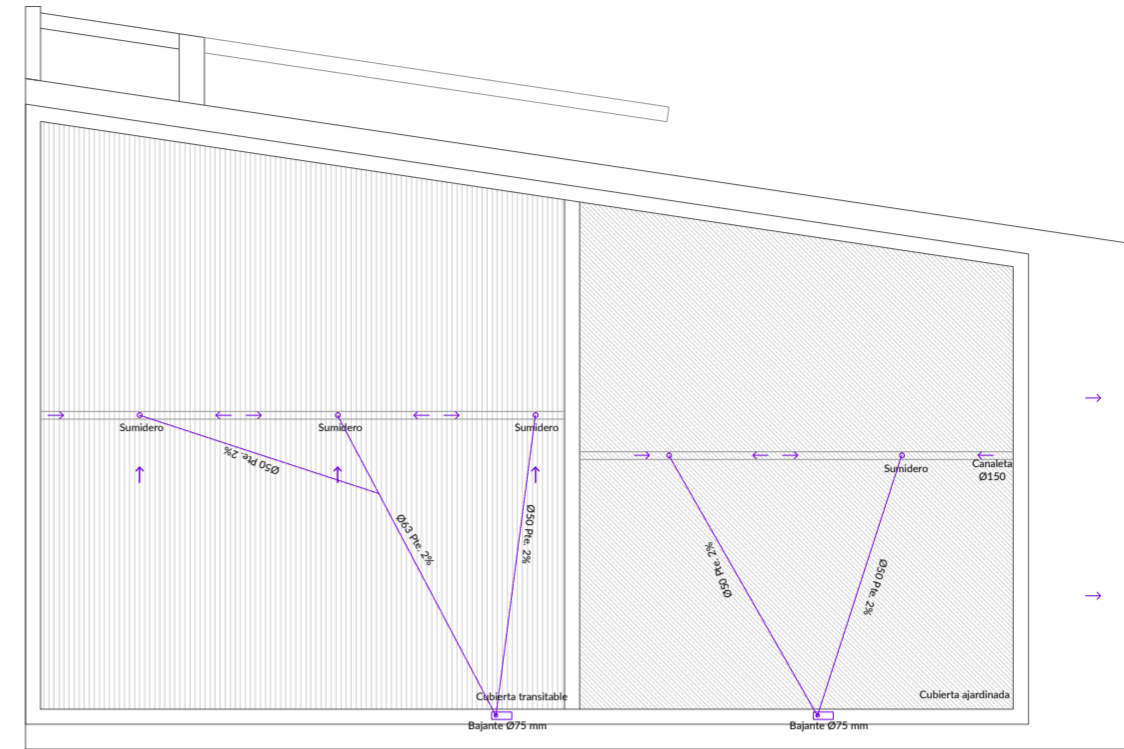 Sumidero
Sumidero
Sumidero
Ø50 Pte. 2%
Sumidero
Canaleta
Ø150
Ø63 Pte. 2%
Ø50 Pte. 2%
Ø50 Pte. 2%
Ø50 Pte. 2%
Cubierta transitable
Cubierta ajardinada
Bajante Ø75 mm
Bajante Ø75 mm